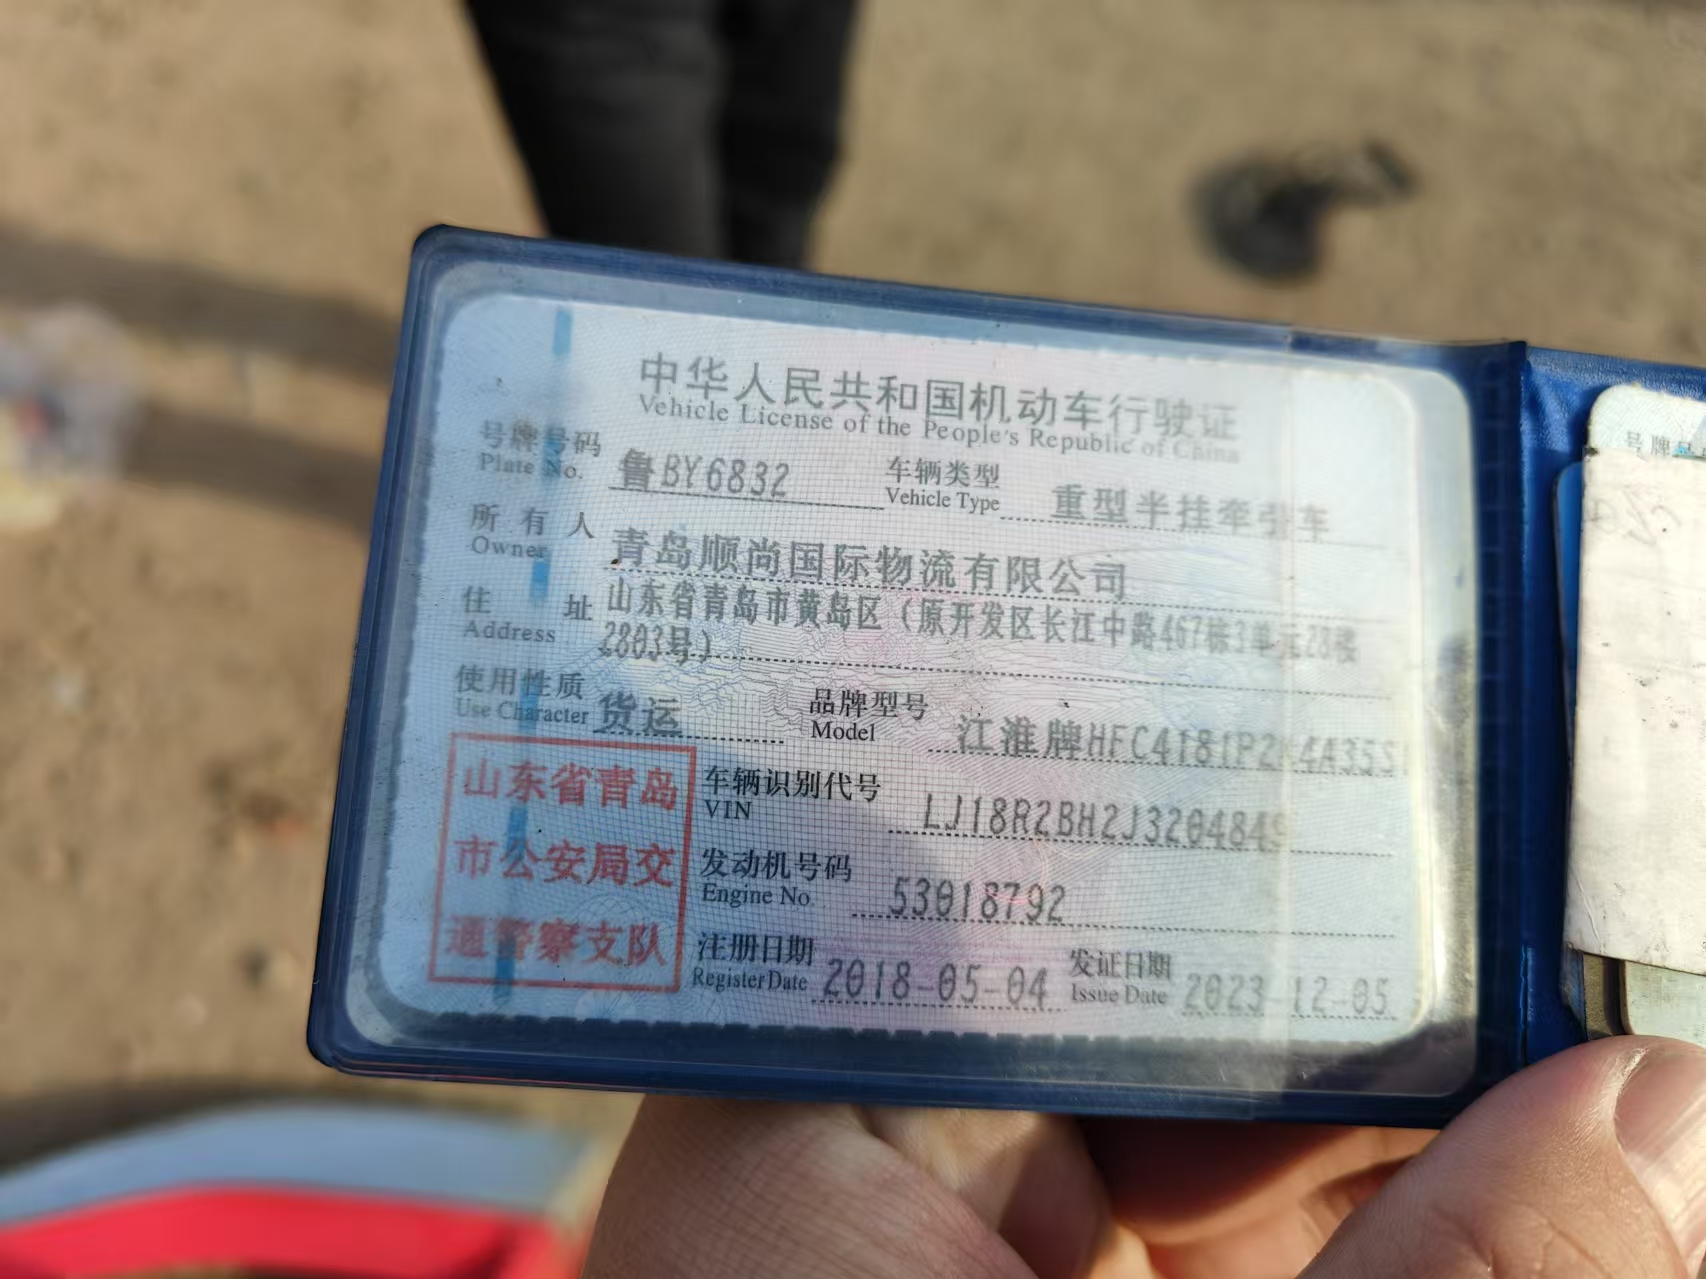 中华人民共和国机动车行驶证
Vehicle License of the People's Republic of China
号牌号码 鲁BY6832 车辆类型 重型半挂牵引车
Plate No. Vehicle Type
所有人 青岛顺尚国际物流有限公司
Owner
住址 山东省青岛市黄岛区（原开发区长江中路467栋3单元28楼
Address 2803号）
使用性质 货运 品牌型号 江淮牌
Use Character Model
山东省青岛
市公安局交
通警察支队
车辆识别代号 LJ18R2BH2J3204849
VIN
发动机号码 53018792
Engine No.
注册日期 2018-05-04 发证日期 2023-12-05
Register Date Issue Date
号牌号